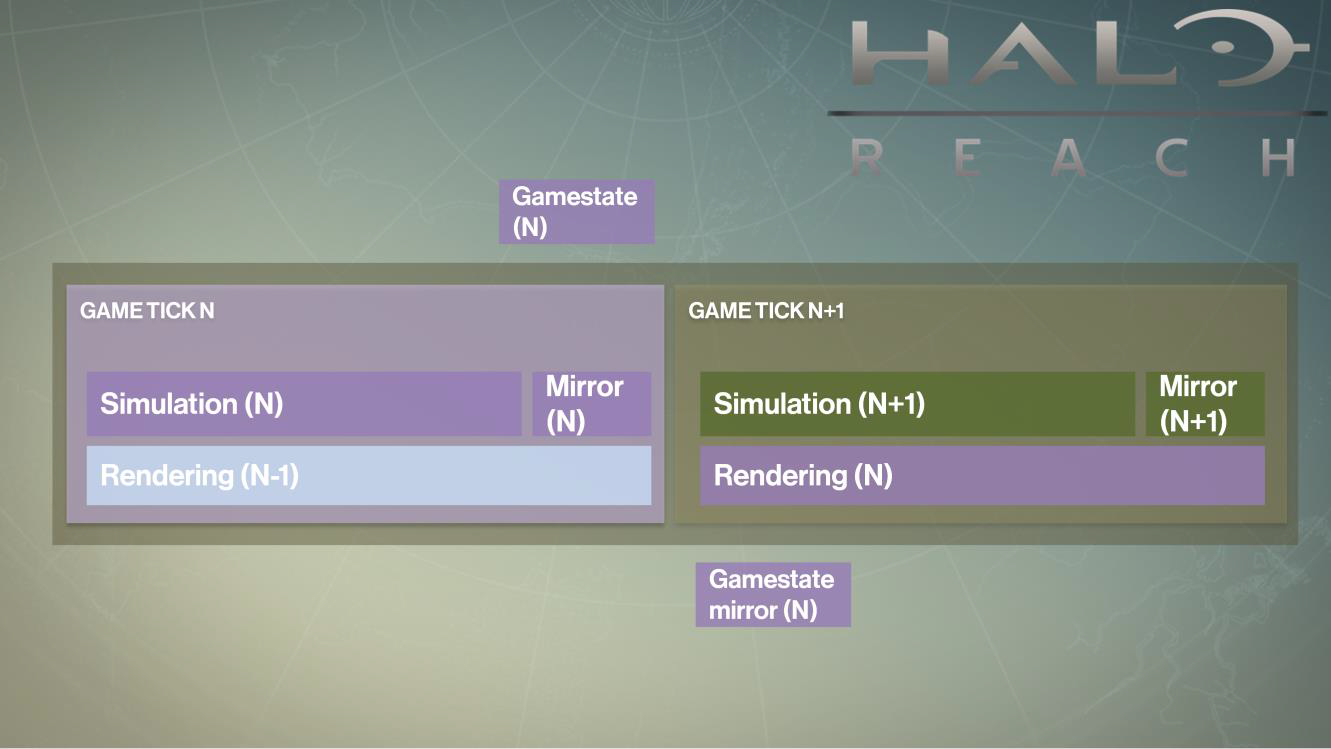 HALO
REACH
Gamestate
(N)
GAME TICK N
GAME TICK N+1
Simulation (N)
Mirror
(N)
Simulation (N+1)
Mirror
(N+1)
Rendering (N-1)
Rendering (N)
Gamestate
mirror (N)